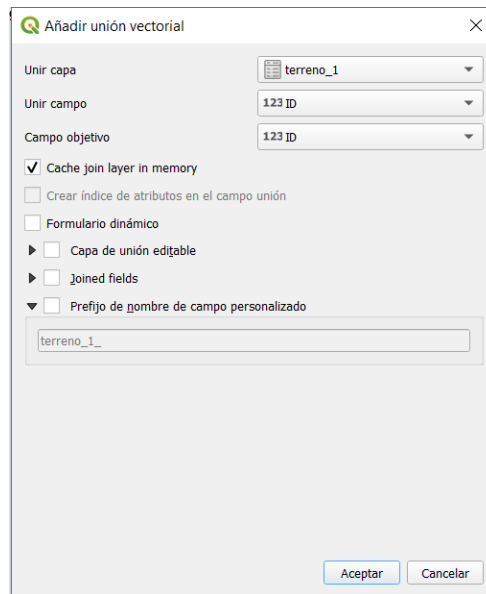 Añadir unión vectorial
Unir capa terreno_1
Unir campo 123 ID
Campo objetivo 123 ID
Cache join layer in memory
Crear índice de atributos en el campo unión
Formulario dinámico
Capa de unión editable
Joined fields
Prefijo de nombre de campo personalizado
terreno_1_
Aceptar Cancelar